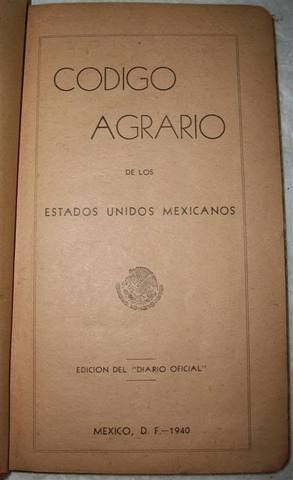 CODIGO
AGRARIO
DE LOS
ESTADOS UNIDOS MEXICANOS
EDICION DEL "DIARIO OFICIAL"
MEXICO, D. F.—1940